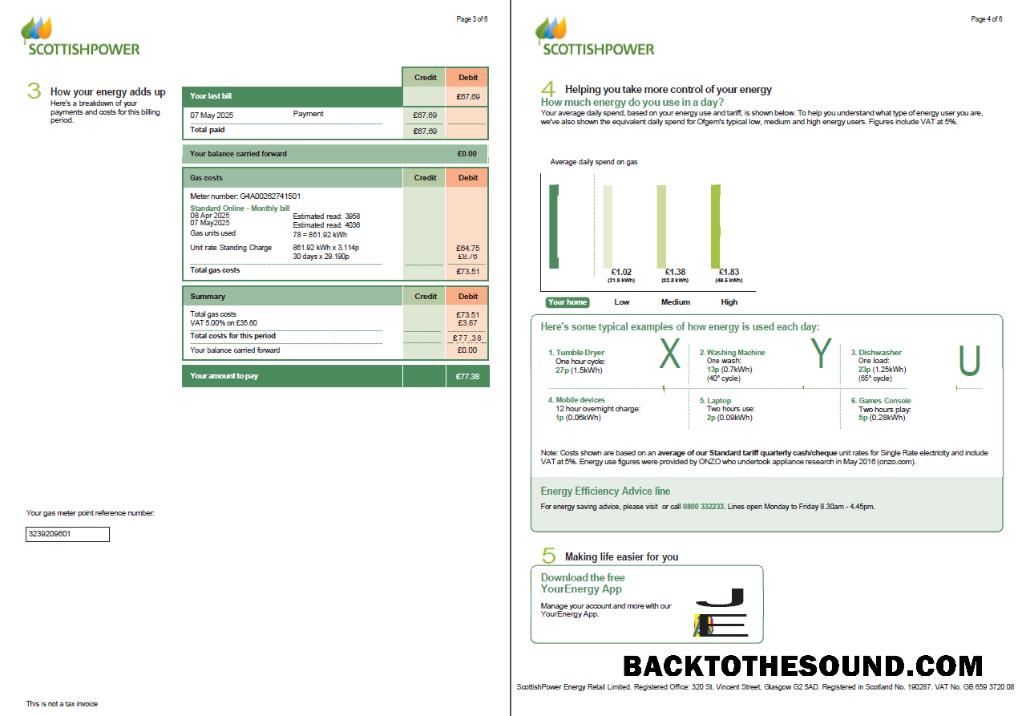 Page 3 of 6
SCOTTISHPOWER
3 How your energy adds up
Here's a breakdown of your
payments and costs for this billing
period.
Credit Debit
Your last bill £67.69
07 May 2025 Payment £67.69
Total paid £67.69
Your balance carried forward £0.00
Gas costs Credit Debit
Meter number: G4A00262741501
Standard Online - Monthly bill
08 Apr 2025 Estimated read: 3958
07 May2025 Estimated read: 4036
Gas units used 78 = 861.92 kWh
Unit rate Standing Charge 861.92 kWh x 3.114p £64.75
30 days x 29.190p £8.76
Total gas costs £73.51
Summary Credit Debit
Total gas costs £73.51
VAT 5.00% on £35.60 £3.87
Total costs for this period £77.38
Your balance carried forward £0.00
Your amount to pay £77.38
Your gas meter point reference number:
3239209601
This is not a tax invoice
Page 4 of 6
SCOTTISHPOWER
4 Helping you take more control of your energy
How much energy do you use in a day?
Your average daily spend, based on your energy use and tariff, is shown below. To help you understand what type of energy user you are,
we've also shown the equivalent daily spend for Ofgem's typical low, medium and high energy users. Figures include VAT at 5%.
Average daily spend on gas
£1.02 £1.38 £1.83
(21.9 kWh) (32.8 kWh) (46.5 kWh)
Your home Low Medium High
Here's some typical examples of how energy is used each day:
1. Tumble Dryer
One hour cycle:
27p (1.5kWh)
X
2. Washing Machine
One wash:
13p (0.7kWh)
(40° cycle)
Y
3. Dishwasher
One load:
23p (1.25kWh)
(65° cycle)
U
4. Mobile devices
12 hour overnight charge:
1p (0.06kWh)
5. Laptop
Two hours use:
2p (0.09kWh)
6. Games Console
Two hours play:
5p (0.28kWh)
Note: Costs shown are based on an average of our Standard tariff quarterly cash/cheque unit rates for Single Rate electricity and include
VAT at 5%. Energy use figures were provided by ONZO who undertook appliance research in May 2016 (onzo.com).
Energy Efficiency Advice line
For energy saving advice, please visit or call 0800 332233. Lines open Monday to Friday 8.30am - 4.45pm.
5 Making life easier for you
Download the free
YourEnergy App
Manage your account and more with our
YourEnergy App.
BACKTOTHESOUND.COM
ScottishPower Energy Retail Limited. Registered Office: 320 St. Vincent Street, Glasgow G2 5AD. Registered in Scotland No. 190287. VAT No. GB 659 3720 08